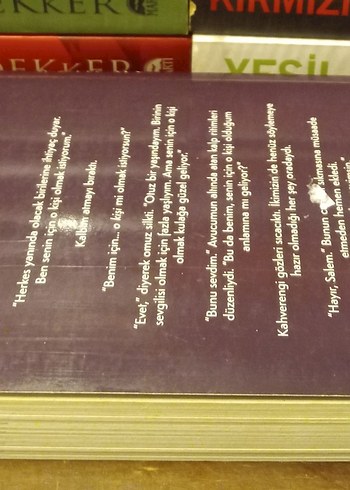 EKKER
KIRMIZI
DEKKER
YEŞİL
"Herkes yanında olacak birilerine ihtiyaç duyar.
Ben senin için o kişi olmak istiyorum."
Kalbim atmayı bıraktı.
"Benim için... o kişi mi olmak istiyorsun?"
"Evet," diyerek omuz silkti. "Otuz bir yaşındayım. Birinin
sevgilisi olmak için fazla yaşlıyım. Ama senin için o kişi
olmak kulağa güzel geliyor."
"Bunu sevdim." Avucumun altında atan kalp ritimleri
düzenliydi. "Bu da benim, senin için o kişi olduğum
anlamına mı geliyor?"
Kahverengi gözleri sıcacıktı. İkimizin de henüz söylemeye
hazır olmadığı her şey oradaydı.
"Hayır, Salem." Bunun müsaade
etmeden hemen ekledi.